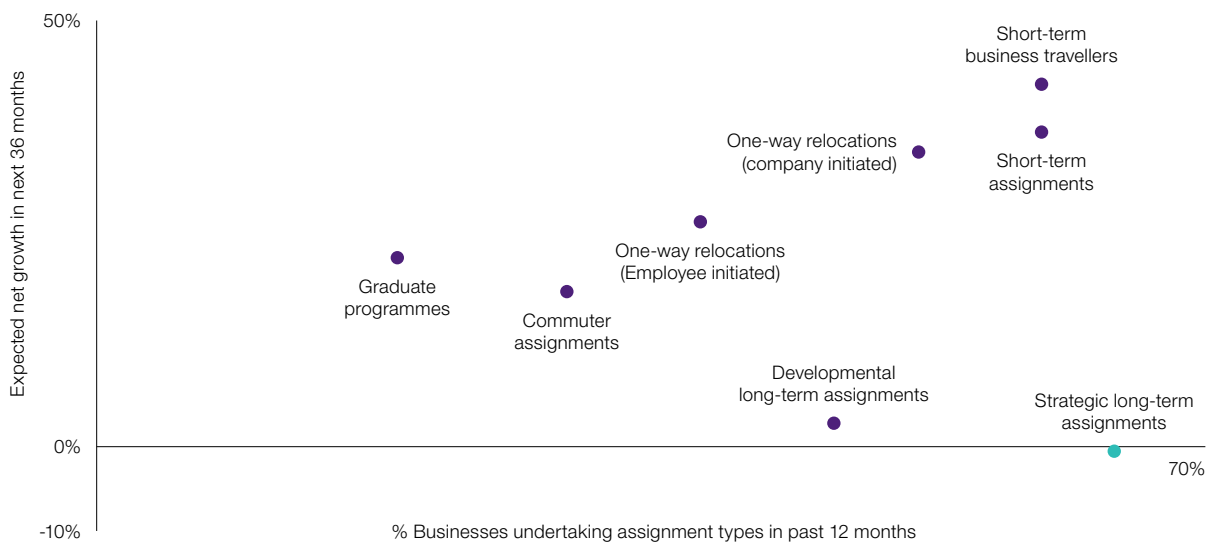 50%
Short-term
business travellers
One-way relocations
(company initiated)
Short-term
assignments
Expected net growth in next 36 months
One-way relocations
(Employee initiated)
Graduate
programmes
Commuter
assignments
Developmental
long-term assignments
Strategic long-term
assignments
0%
70%
-10%
% Businesses undertaking assignment types in past 12 months